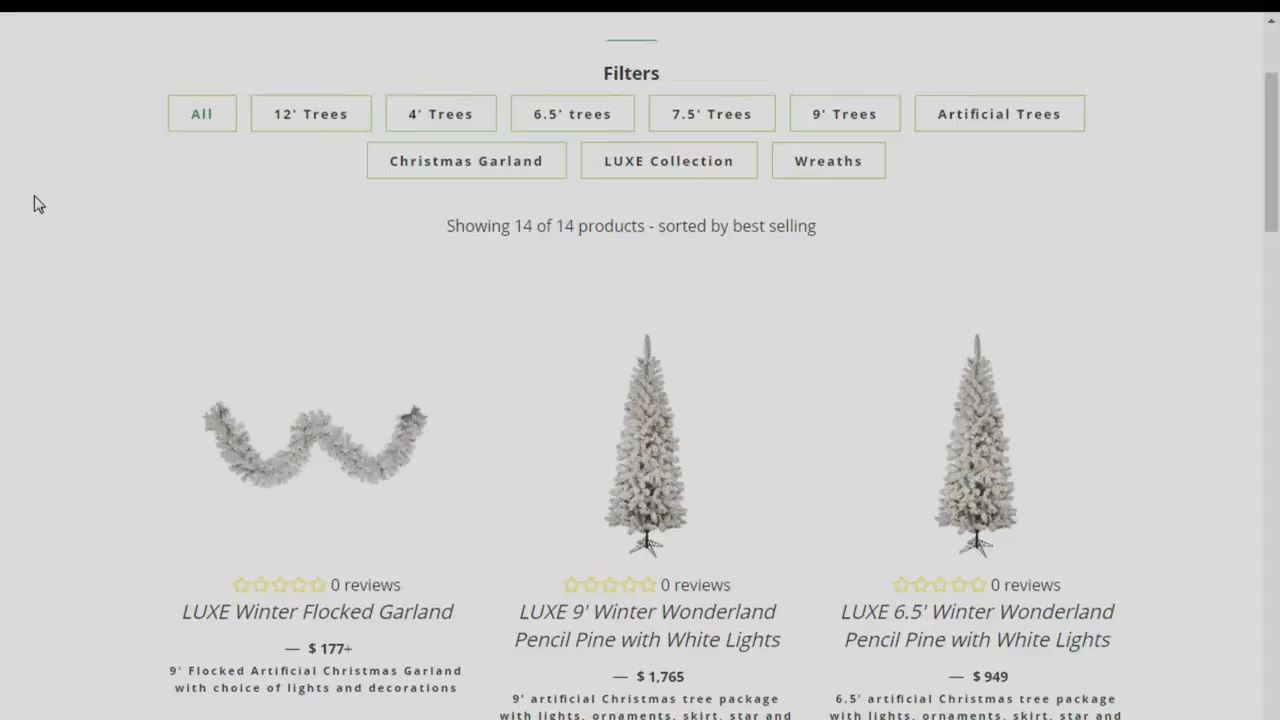 Filters
All 12' Trees 4' Trees 6.5' trees 7.5' Trees 9' Trees Artificial Trees
Christmas Garland LUXE Collection Wreaths
Showing 14 of 14 products - sorted by best selling
0 reviews
LUXE Winter Flocked Garland
— $ 177+
9' Flocked Artificial Christmas Garland
with choice of lights and decorations
0 reviews
LUXE 9' Winter Wonderland
Pencil Pine with White Lights
— $ 1,765
9' artificial Christmas tree package
with lights, ornaments, skirt, star and
0 reviews
LUXE 6.5' Winter Wonderland
Pencil Pine with White Lights
— $ 949
6.5' artificial Christmas tree package
with lights, ornaments, skirt, star and